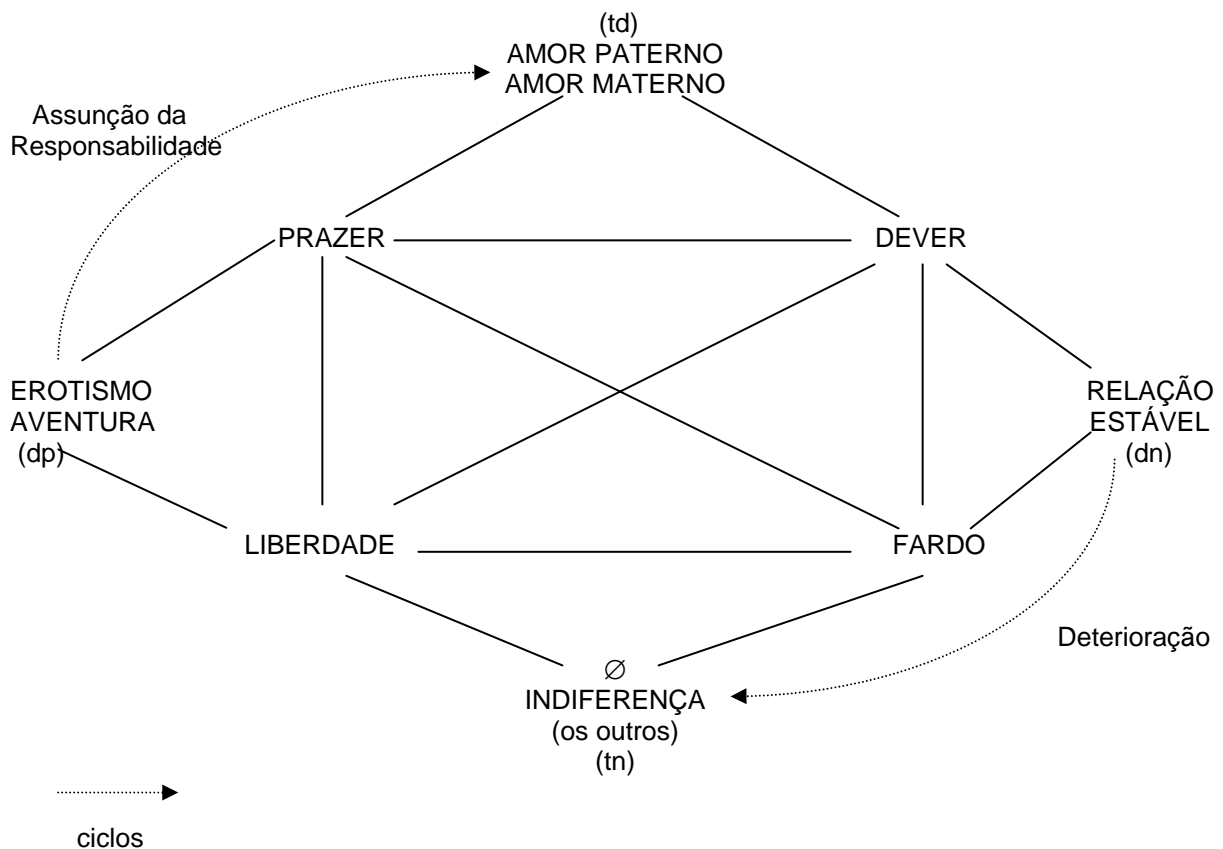 (td)
AMOR PATERNO
AMOR MATERNO
Assunção da
Responsabilidade
PRAZER
DEVER
EROTISMO
AVENTURA
(dp)
RELAÇÃO
ESTÁVEL
(dn)
LIBERDADE
FARDO
Deterioração
∅
INDIFERENÇA
(os outros)
(tn)
ciclos